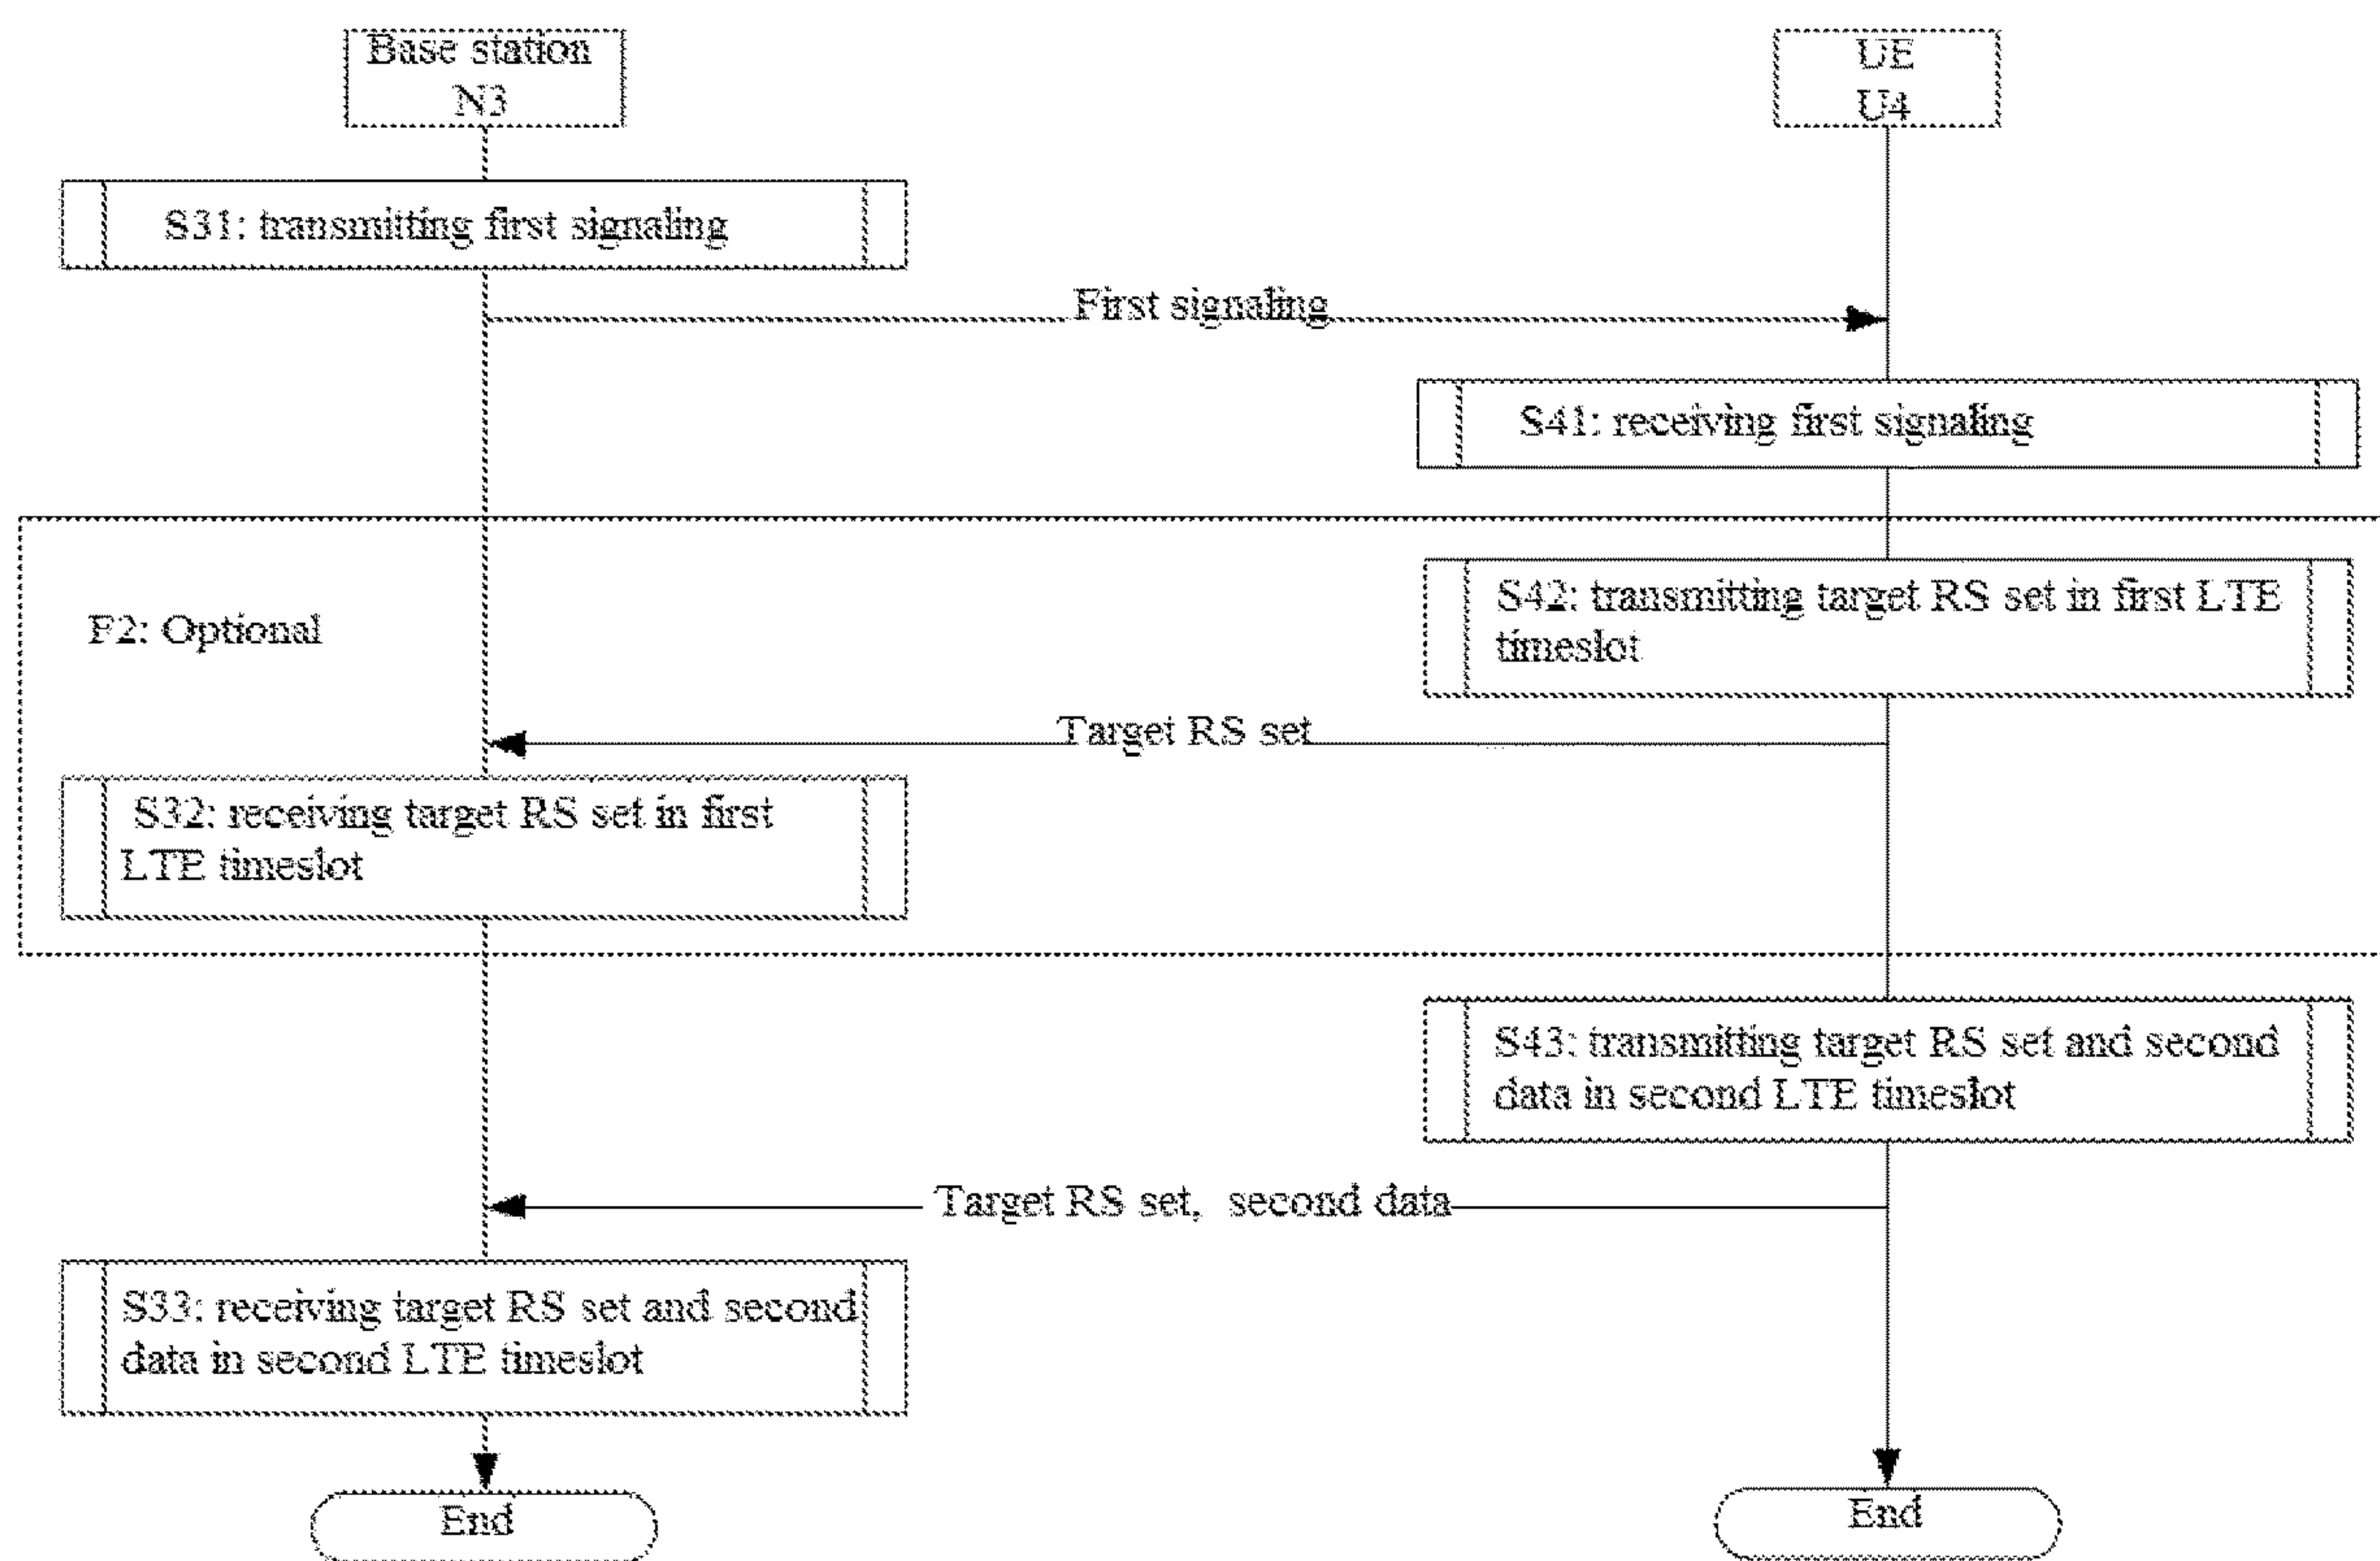 Base station
N3
UE
U4
S31: transmitting first signaling
First signaling
S41: receiving first signaling
S42: transmitting target RS set in first LTE
timeslot
F2: Optional
Target RS set
S32: receiving target RS set in first
LTE timeslot
S43: transmitting target RS set and second
data in second LTE timeslot
Target RS set, second data
S33: receiving target RS set and second
data in second LTE timeslot
End
End